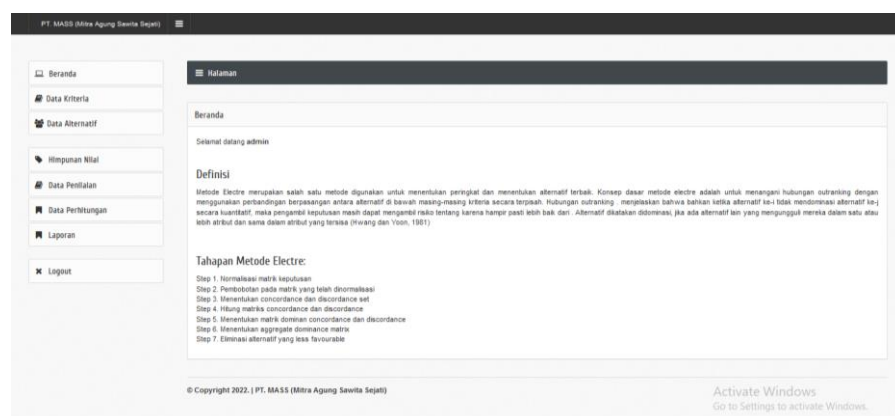 PT. MASS (Mitra Agung Sawita Sejati)
Beranda
Data Kriteria
Data Alternatif
Himpunan Nilai
Data Penilaian
Data Perhitungan
Laporan
Logout
Halaman
Beranda
Selamat datang admin
Definisi
Metode Electre merupakan salah satu metode digunakan untuk menentukan peringkat dan menentukan alternatif terbaik. Konsep dasar metode electre adalah untuk menangani hubungan outranking dengan
menggunakan perbandingan berpasangan antara alternatif di bawah masing-masing kriteria secara terpisah. Hubungan outranking . menjelaskan bahwa bahkan ketika alternatif ke-i tidak mendominasi alternatif ke-j
secara kuantitatif, maka pengambil keputusan masih dapat mengambil risiko tentang karena hampir pasti lebih baik dari . Alternatif dikatakan didominasi, jika ada alternatif lain yang mengungguli mereka dalam satu atau
lebih atribut dan sama dalam atribut yang tersisa (Hwang dan Yoon, 1981)
Tahapan Metode Electre:
Step 1. Normalisasi matrik keputusan
Step 2. Pembobotan pada matrik yang telah dinormalisasi
Step 3. Menentukan concordance dan discordance set
Step 4. Hitung matriks concordance dan discordance
Step 5. Menentukan matrik dominan concordance dan discordance
Step 6. Menentukan aggregate dominance matrix
Step 7. Eliminasi alternatif yang less favourable
© Copyright 2022. | PT. MASS (Mitra Agung Sawita Sejati)
Activate Windows
Go to Settings to activate Windows.